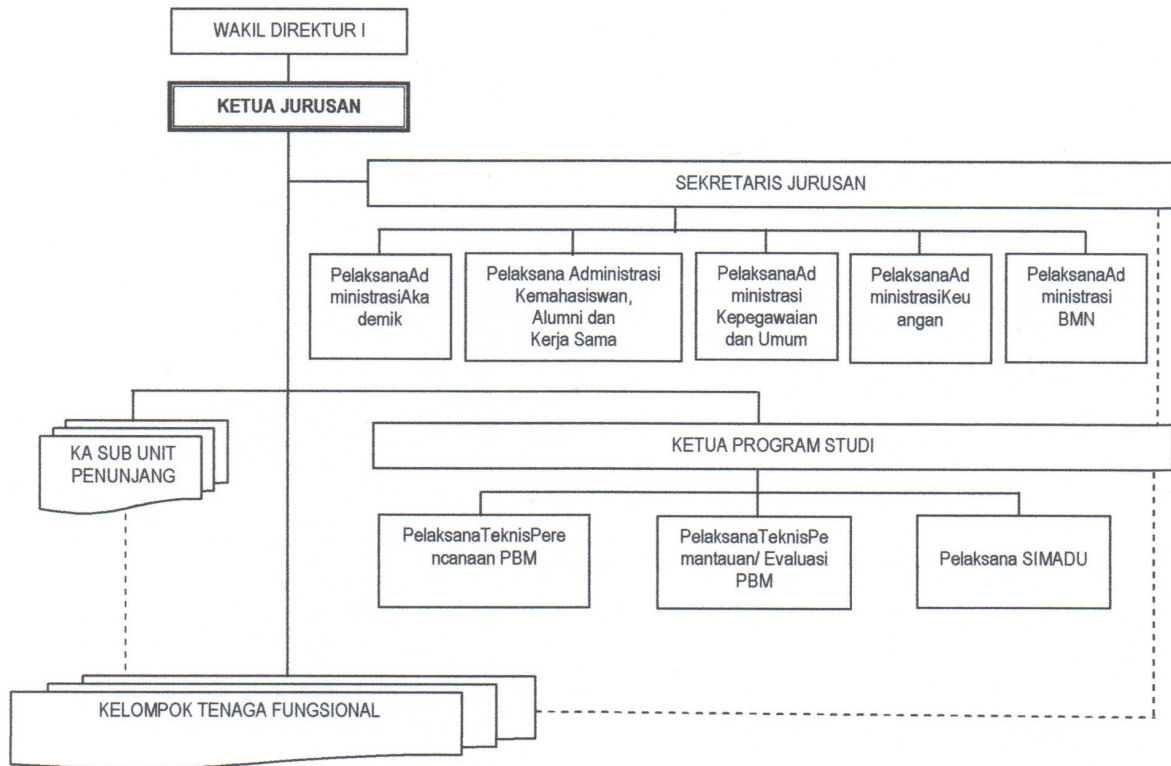 WAKIL DIREKTUR I
KETUA JURUSAN
SEKRETARIS JURUSAN
PelaksanaAd
ministrasiAka
demik
Pelaksana Administrasi
Kemahasiswan,
Alumni dan
Kerja Sama
PelaksanaAd
ministrasi
Kepegawaian
dan Umum
PelaksanaAd
ministrasiKeu
angan
PelaksanaAd
ministrasi
BMN
KA SUB UNIT
PENUNJANG
KETUA PROGRAM STUDI
PelaksanaTeknisPere
ncanaan PBM
PelaksanaTeknisPe
mantauan/ Evaluasi
PBM
Pelaksana SIMADU
KELOMPOK TENAGA FUNGSIONAL